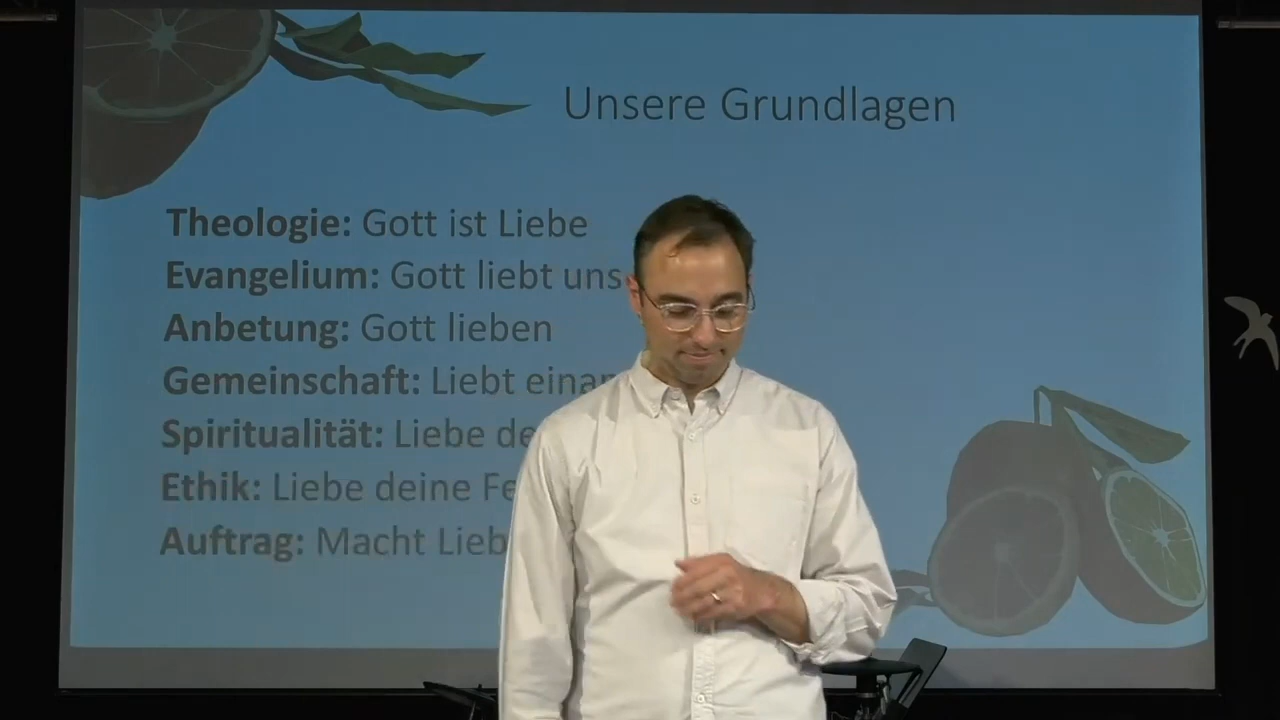 Unsere Grundlagen
Theologie: Gott ist Liebe
Evangelium: Gott liebt uns
Anbetung: Gott lieben
Gemeinschaft: Liebt
Spiritualität: Liebe
Ethik: Liebe deine
Auftrag: Macht